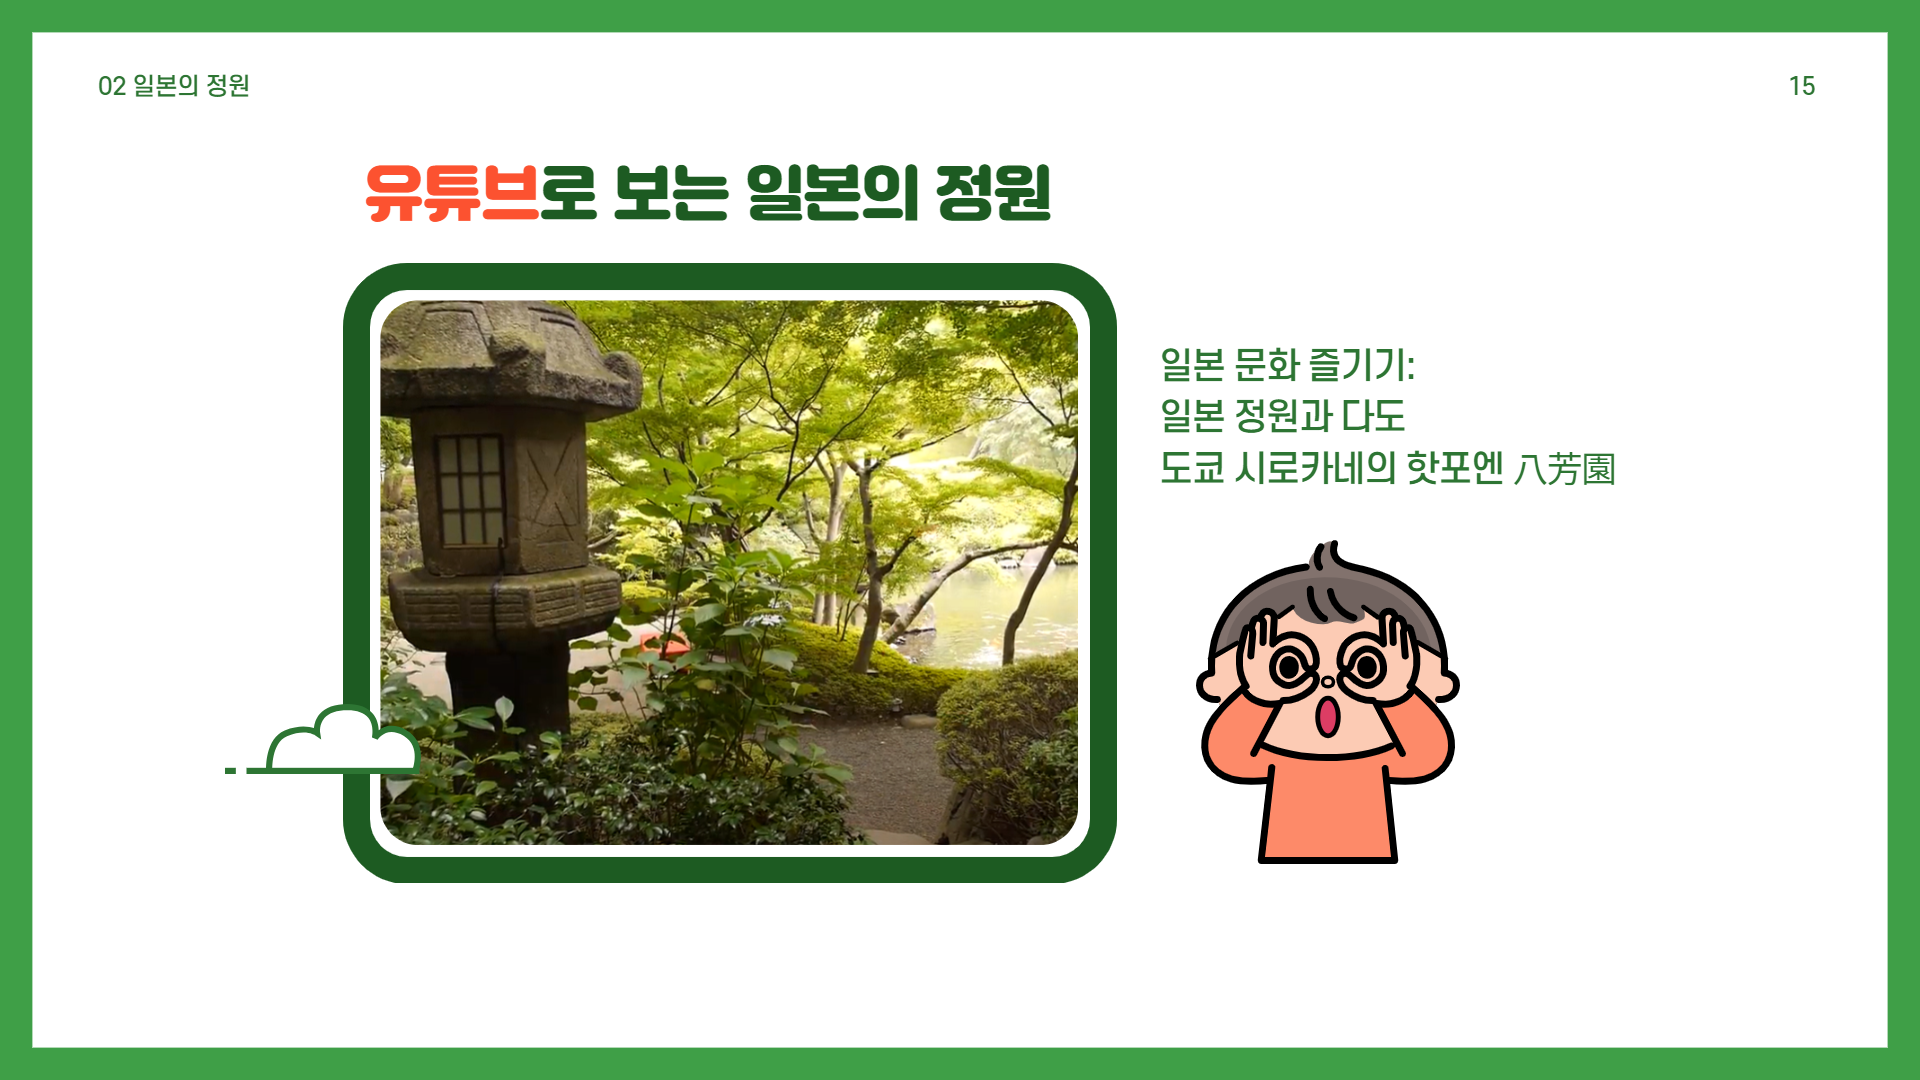 02 일본의 정원
15
유튜브로 보는 일본의 정원
일본 문화 즐기기:
일본 정원과 다도
도쿄 시로카네의 핫포엔 八芳園